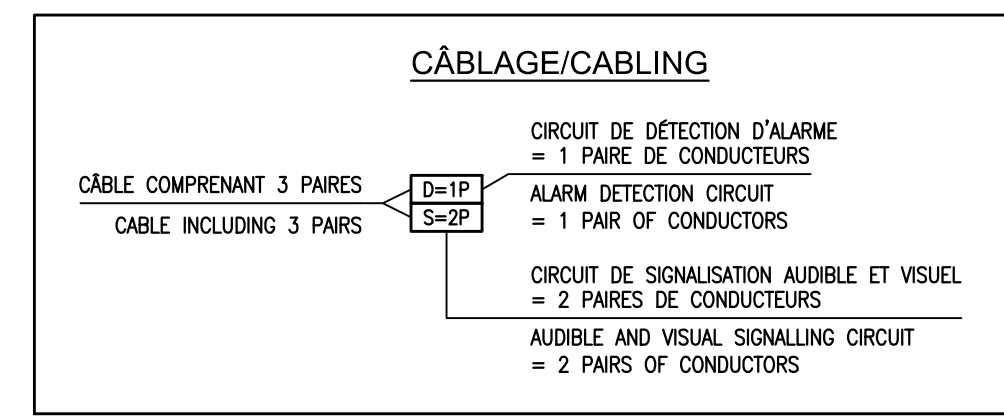 CÂBLAGE/CABLING
CÂBLE COMPRENANT 3 PAIRES
CABLE INCLUDING 3 PAIRS
D=1P
S=2P
CIRCUIT DE DÉTECTION D'ALARME
= 1 PAIRE DE CONDUCTEURS
ALARM DETECTION CIRCUIT
= 1 PAIR OF CONDUCTORS
CIRCUIT DE SIGNALISATION AUDIBLE ET VISUEL
= 2 PAIRES DE CONDUCTEURS
AUDIBLE AND VISUAL SIGNALLING CIRCUIT
= 2 PAIRS OF CONDUCTORS